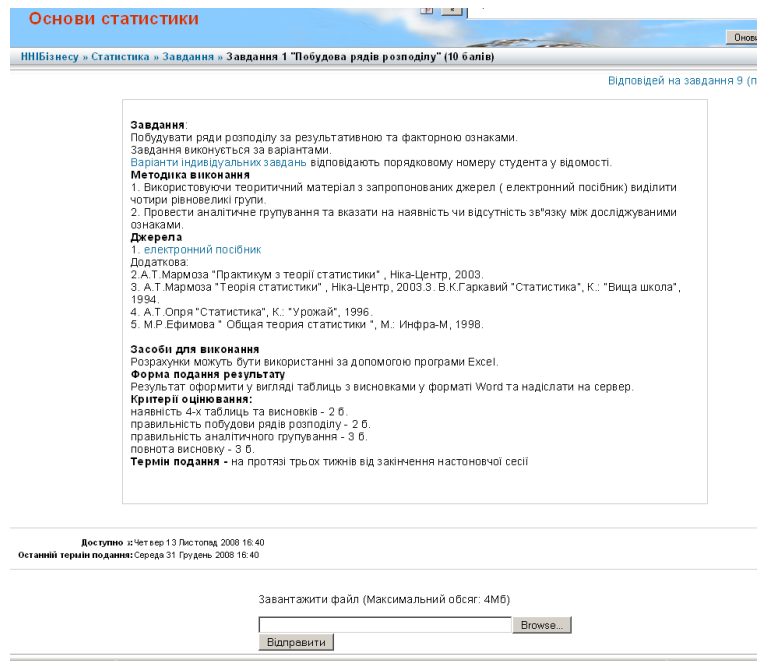 Основи статистики
«
ННІБізнесу » Статистика » Завдання » Завдання 1 "Побудова рядів розподілу" (10 балів)
Відповідей на завдання 9
Завдання:
Побудувати ряди розподілу за результативною та факторною ознаками.
Завдання виконується за варіантами.
Варіанти індивідуальних завдань відповідають порядковому номеру студента у відомості.
Методика виконання
1. Використовуючи теоритичний матеріал з запропонованих джерел ( електронний посібник) виділити
чотири рівновеликі групи.
2. Провести аналітичне групування та вказати на наявність чи відсутність зв"язку між досліджуваними
ознаками.
Джерела
1. електронний посібник
Додаткова:
2.А.Т.Мармоза "Практикум з теорії статистики" , Ніка-Центр, 2003.
3. А.Т.Мармоза "Теорія статистики" , Ніка-Центр, 2003.3. В.К.Гаркавий "Статистика", К.: "Вища школа",
1994.
4. А.Т.Опря "Статистика", К.: "Урожай", 1996.
5. М.Р.Ефимова " Общая теория статистики ", М.: Инфра-М, 1998.
Засоби для виконання
Розрахунки можуть бути використанні за допомогою програми Excel.
Форма подання результату
Результат оформити у вигляді таблиць з висновками у форматі Word та надіслати на сервер.
Критерії оцінювання:
наявність 4-х таблиць та висновків - 2 б.
правильність побудови рядів розподілу - 2 б.
правильність аналітичного групування - 3 б.
повнота висновку - 3 б.
Термін подання - на протязі трьох тижнів від закінчення настоновчої сесії
Доступно з: Четвер 13 Листопад 2008 16:40
Останній термін подання: Середа 31 Грудень 2008 16:40
Завантажити файл (Максимальний обсяг: 4Мб)
Browse...
Відправити